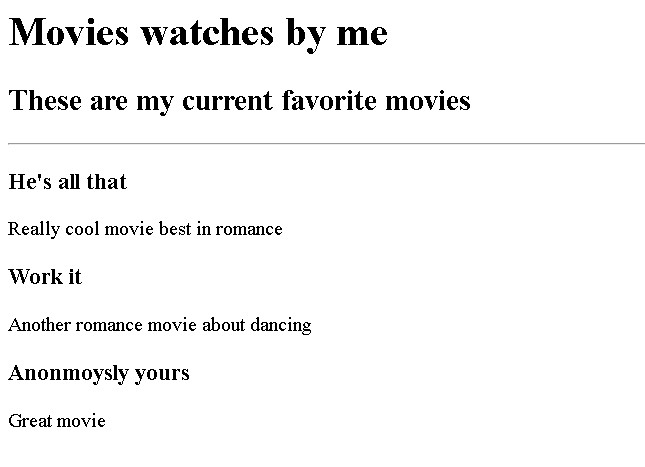 Movies watches by me
These are my current favorite movies
He's all that
Really cool movie best in romance
Work it
Another romance movie about dancing
Anonmoysly yours
Great movie